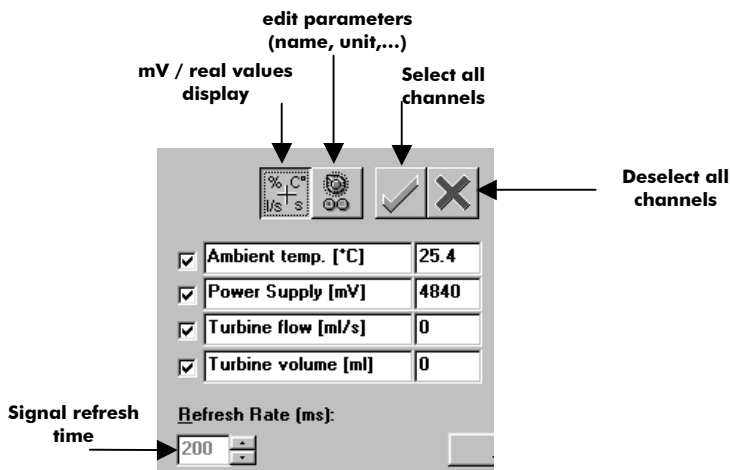 edit parameters
(name, unit,...)
mV / real values
display
Select all
channels
% C°
l/s s
Deselect all
channels
Ambient temp. [°C] 25.4
Power Supply [mV] 4840
Turbine flow [ml/s] 0
Turbine volume [ml] 0
Signal refresh
time
Refresh Rate (ms):
200